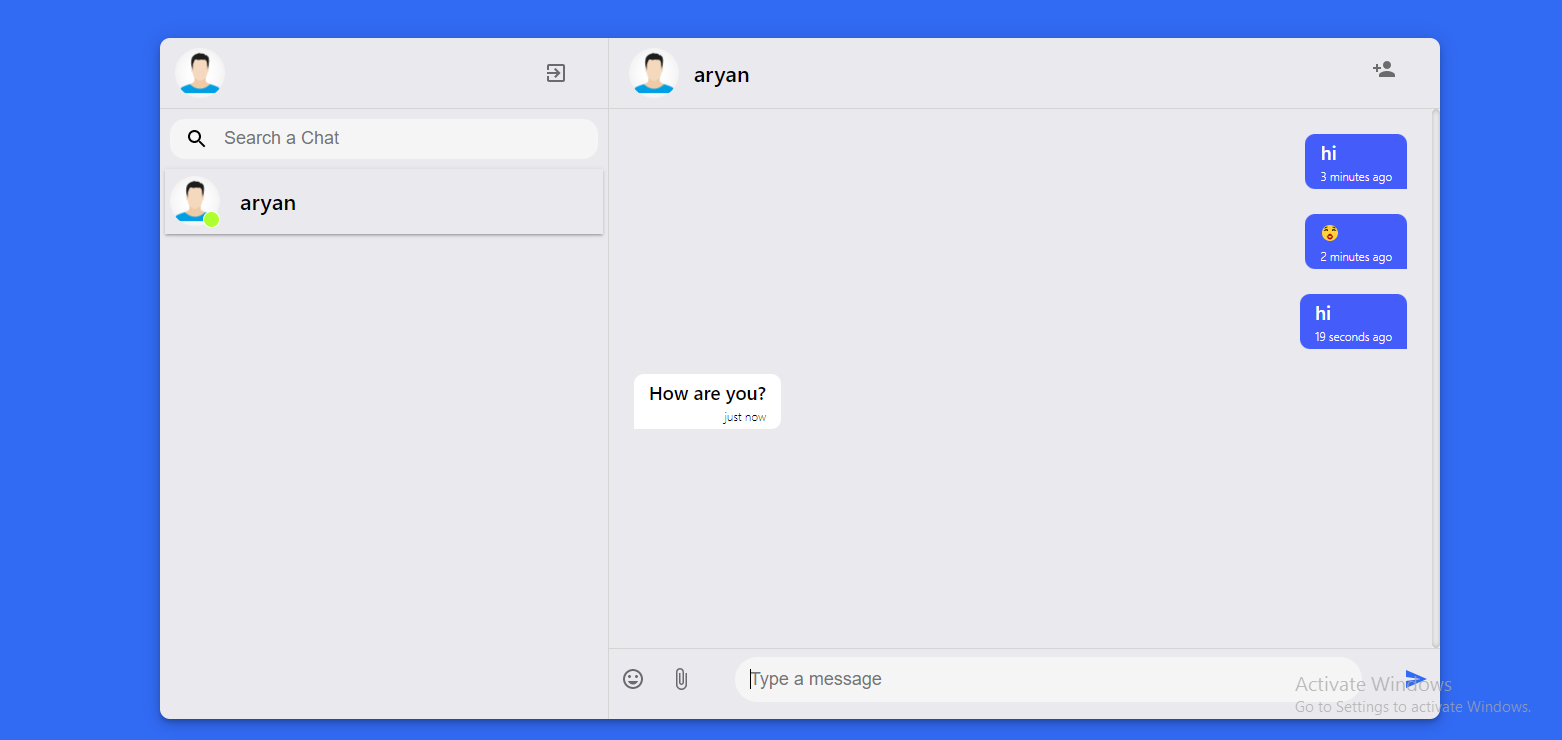 aryan
Search a Chat
aryan
hi
3 minutes ago
😲
2 minutes ago
hi
19 seconds ago
How are you?
just now
Type a message
Activate Windows
Go to Settings to activate Windows.